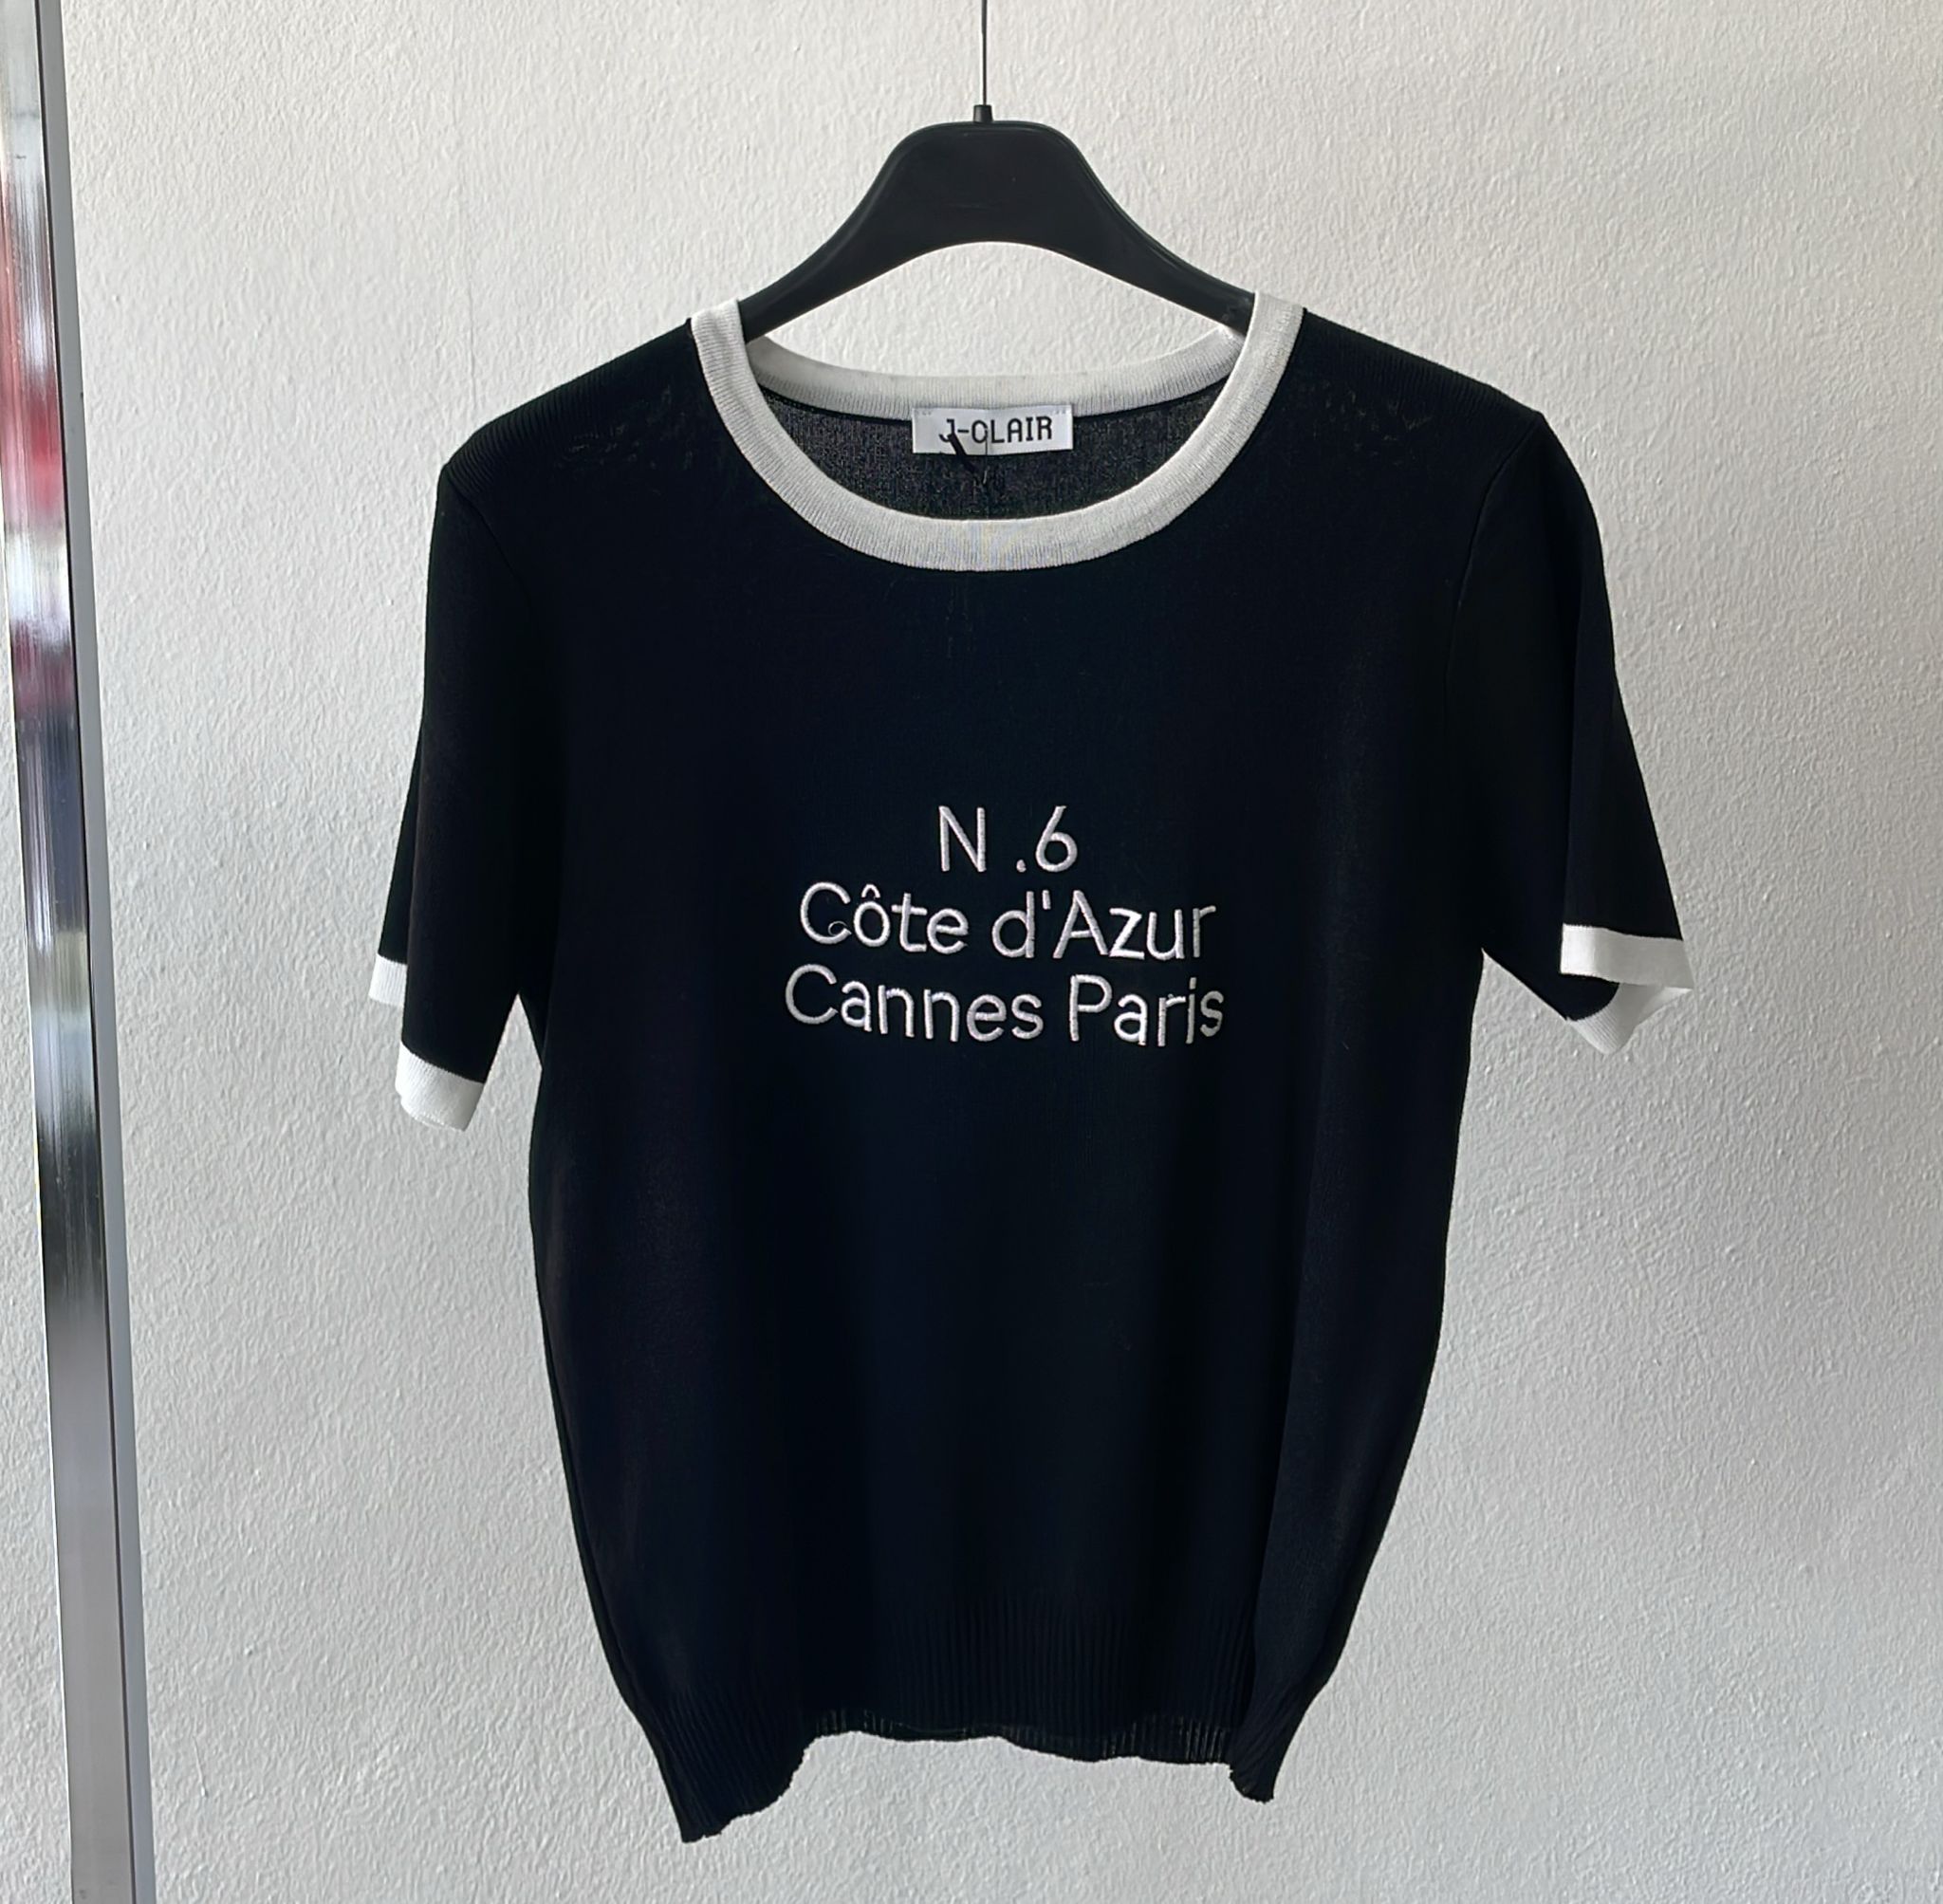 J-CLAIR
N .6
Côte d'Azur
Cannes Paris